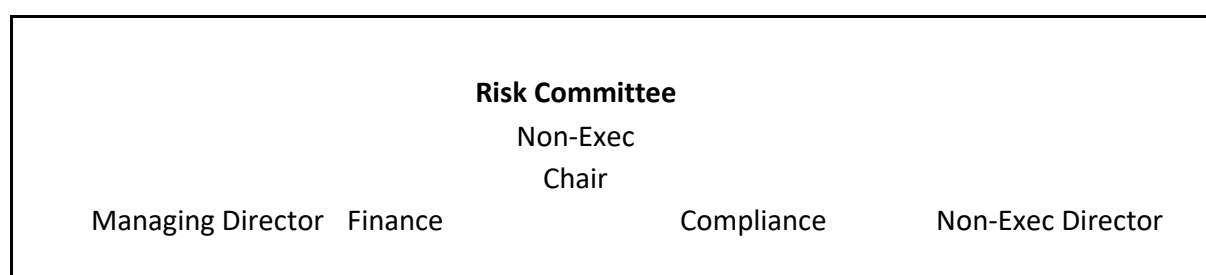 Risk Committee
Non-Exec
Chair
Managing Director Finance Compliance Non-Exec Director